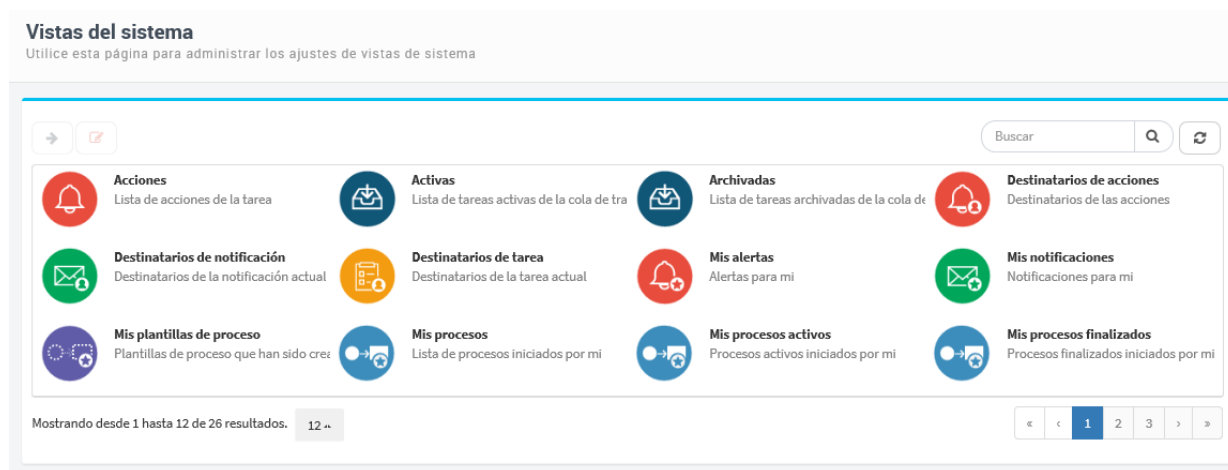 Vistas del sistema
Utilice esta página para administrar los ajustes de vistas de sistema
Buscar
Acciones
Lista de acciones de la tarea
Activas
Lista de tareas activas de la cola de tra
Archivadas
Lista de tareas archivadas de la cola de
Destinatarios de acciones
Destinatarios de las acciones
Destinatarios de notificación
Destinatarios de la notificación actual
Destinatarios de tarea
Destinatarios de la tarea actual
Mis alertas
Alertas para mi
Mis notificaciones
Notificaciones para mi
Mis plantillas de proceso
Plantillas de proceso que han sido crea
Mis procesos
Lista de procesos iniciados por mi
Mis procesos activos
Procesos activos iniciados por mi
Mis procesos finalizados
Procesos finalizados iniciados por mi
Mostrando desde 1 hasta 12 de 26 resultados. 12
« ‹ 1 2 3 › »